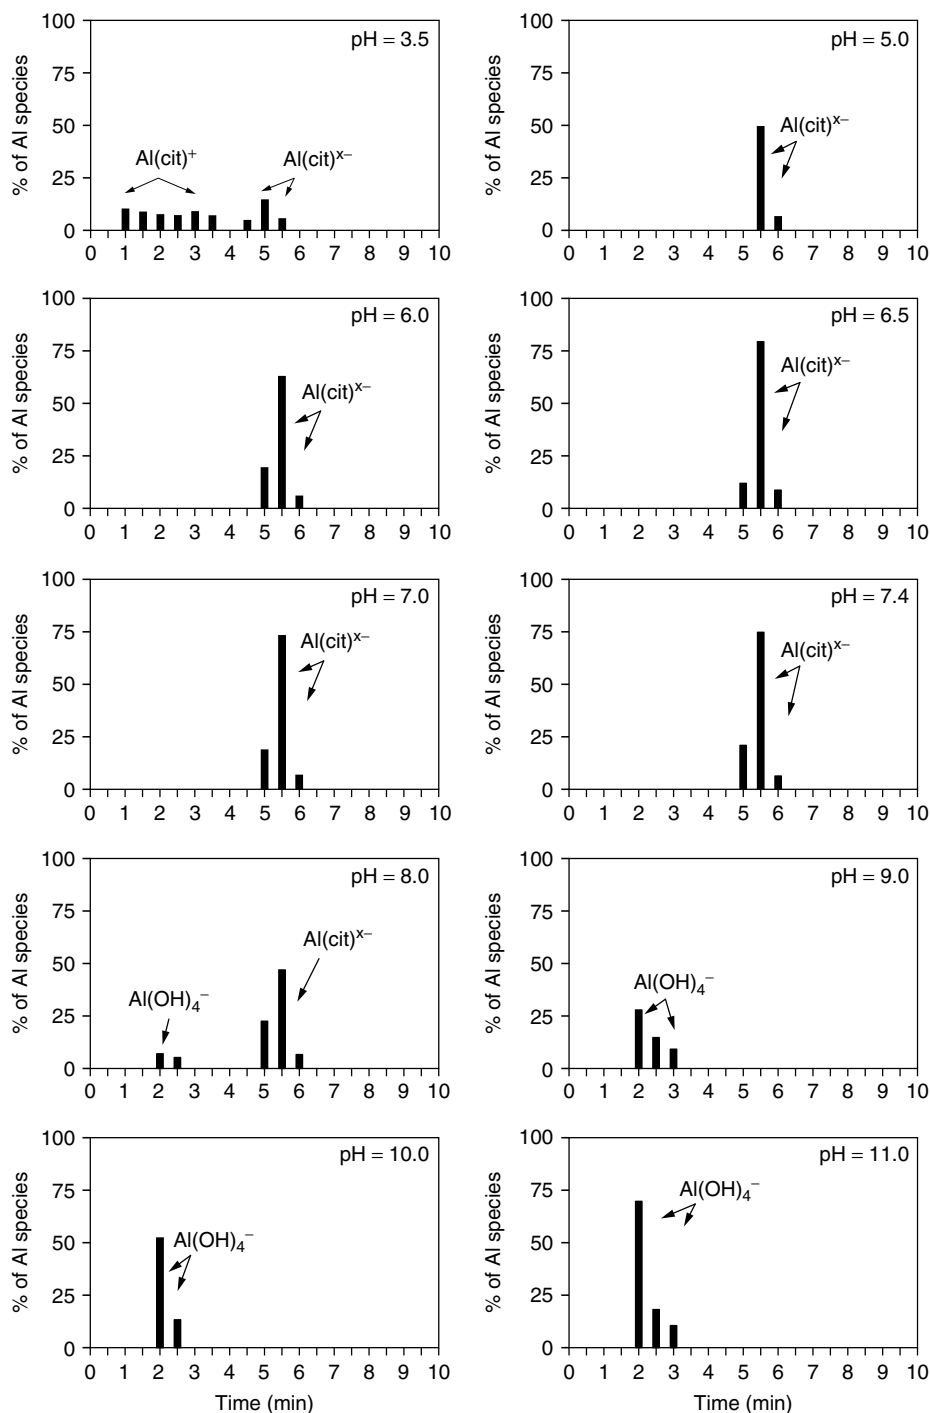 100
75
50
25
0
% of Al species
pH = 3.5
Al(cit)⁺
Al(cit)ˣ⁻
0 1 2 3 4 5 6 7 8 9 10
100
75
50
25
0
% of Al species
pH = 5.0
Al(cit)ˣ⁻
0 1 2 3 4 5 6 7 8 9 10
100
75
50
25
0
% of Al species
pH = 6.0
Al(cit)ˣ⁻
0 1 2 3 4 5 6 7 8 9 10
100
75
50
25
0
% of Al species
pH = 6.5
Al(cit)ˣ⁻
0 1 2 3 4 5 6 7 8 9 10
100
75
50
25
0
% of Al species
pH = 7.0
Al(cit)ˣ⁻
0 1 2 3 4 5 6 7 8 9 10
100
75
50
25
0
% of Al species
pH = 7.4
Al(cit)ˣ⁻
0 1 2 3 4 5 6 7 8 9 10
100
75
50
25
0
% of Al species
pH = 8.0
Al(cit)ˣ⁻
Al(OH)₄⁻
0 1 2 3 4 5 6 7 8 9 10
100
75
50
25
0
% of Al species
pH = 9.0
Al(OH)₄⁻
0 1 2 3 4 5 6 7 8 9 10
100
75
50
25
0
% of Al species
pH = 10.0
Al(OH)₄⁻
0 1 2 3 4 5 6 7 8 9 10
Time (min)
100
75
50
25
0
% of Al species
pH = 11.0
Al(OH)₄⁻
0 1 2 3 4 5 6 7 8 9 10
Time (min)